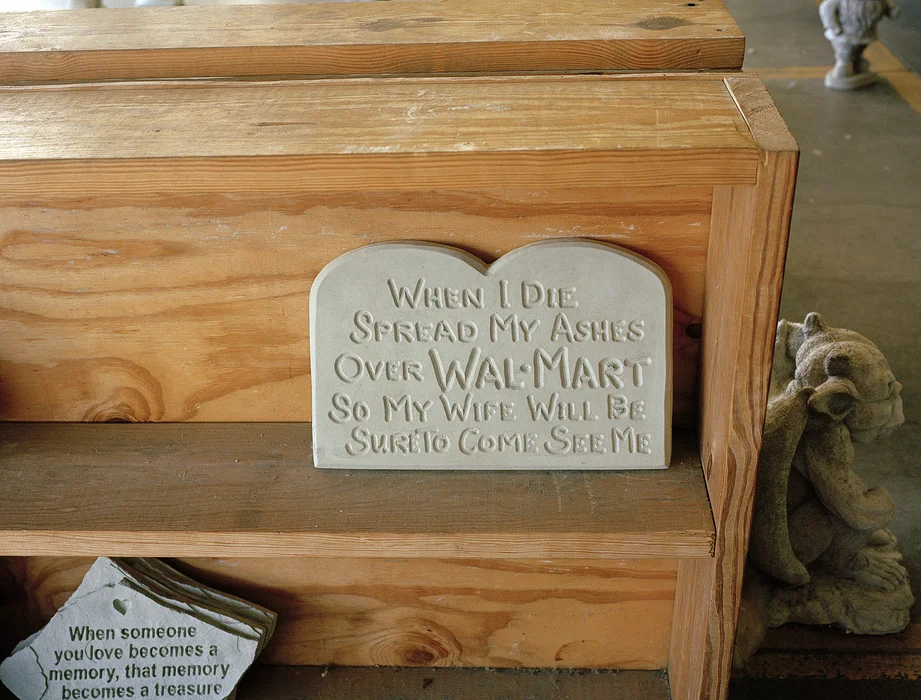 When I Die
Spread My Ashes
Over Wal·Mart
So My Wife Will Be
Sure To Come See Me
When someone
you love becomes a
memory, that memory
becomes a treasure